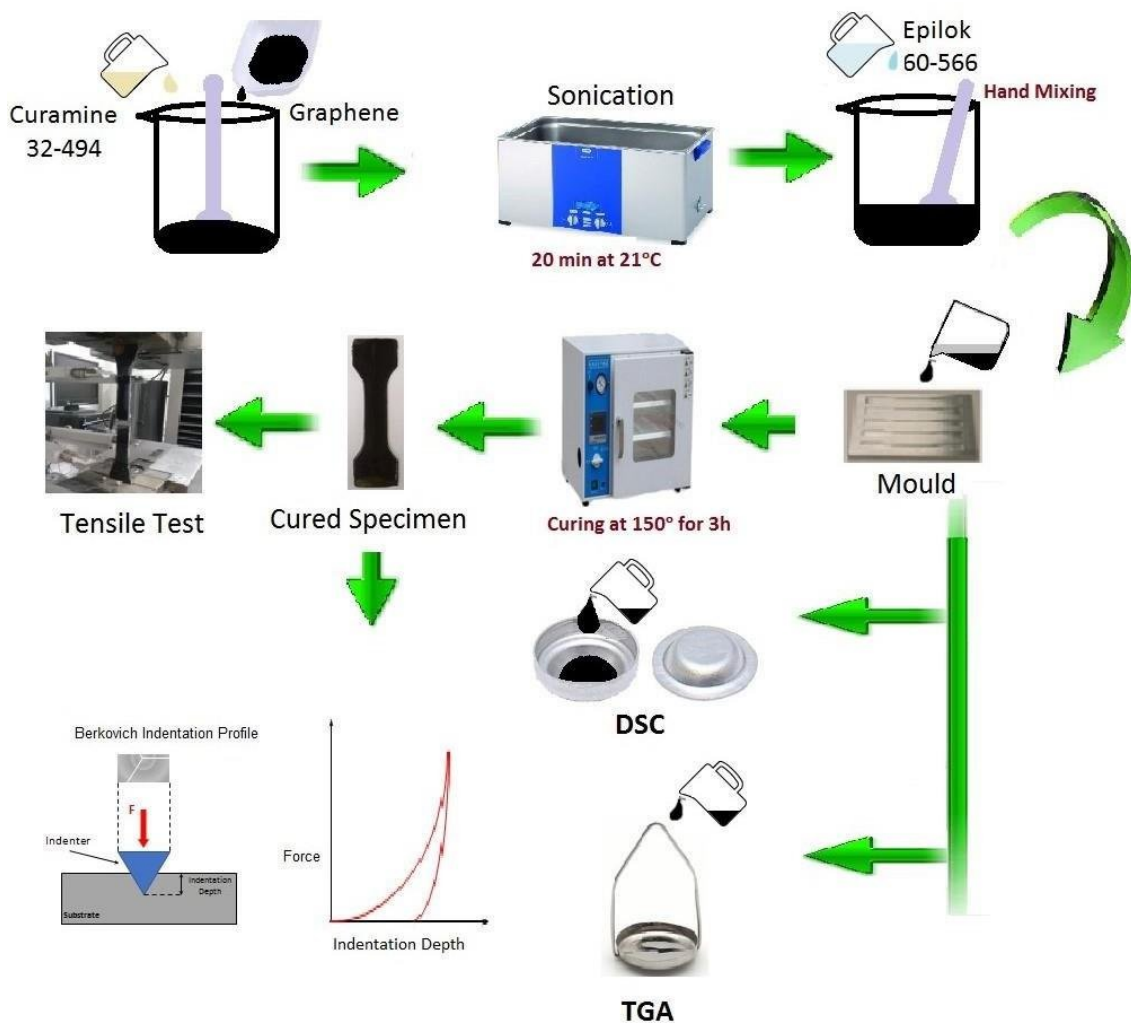 Curamine
32-494
Graphene
Sonication
20 min at 21°C
Epilok
60-566
Hand Mixing
Tensile Test
Cured Specimen
Curing at 150° for 3h
Mould
DSC
Berkovich Indentation Profile
F
Indenter
Indentation
Depth
Substrate
Force
Indentation Depth
TGA